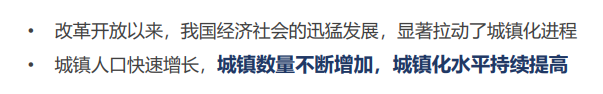 • 改革开放以来，我国经济社会的迅猛发展，显著拉动了城镇化进程
• 城镇人口快速增长，城镇数量不断增加，城镇化水平持续提高